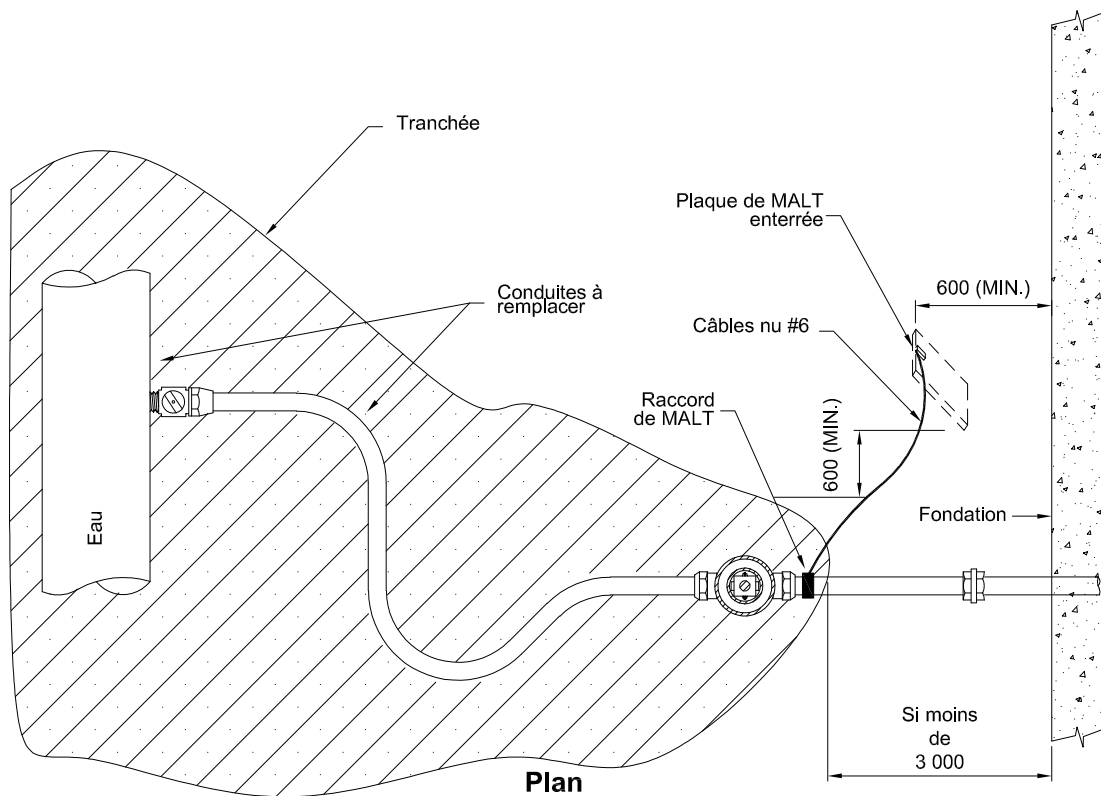 Tranchée
Plaque de MALT
enterrée
600 (MIN.)
Conduites à
remplacer
Câbles nu #6
Raccord
de MALT
600 (MIN.)
Fondation
Eau
Si moins
de
3 000
Plan